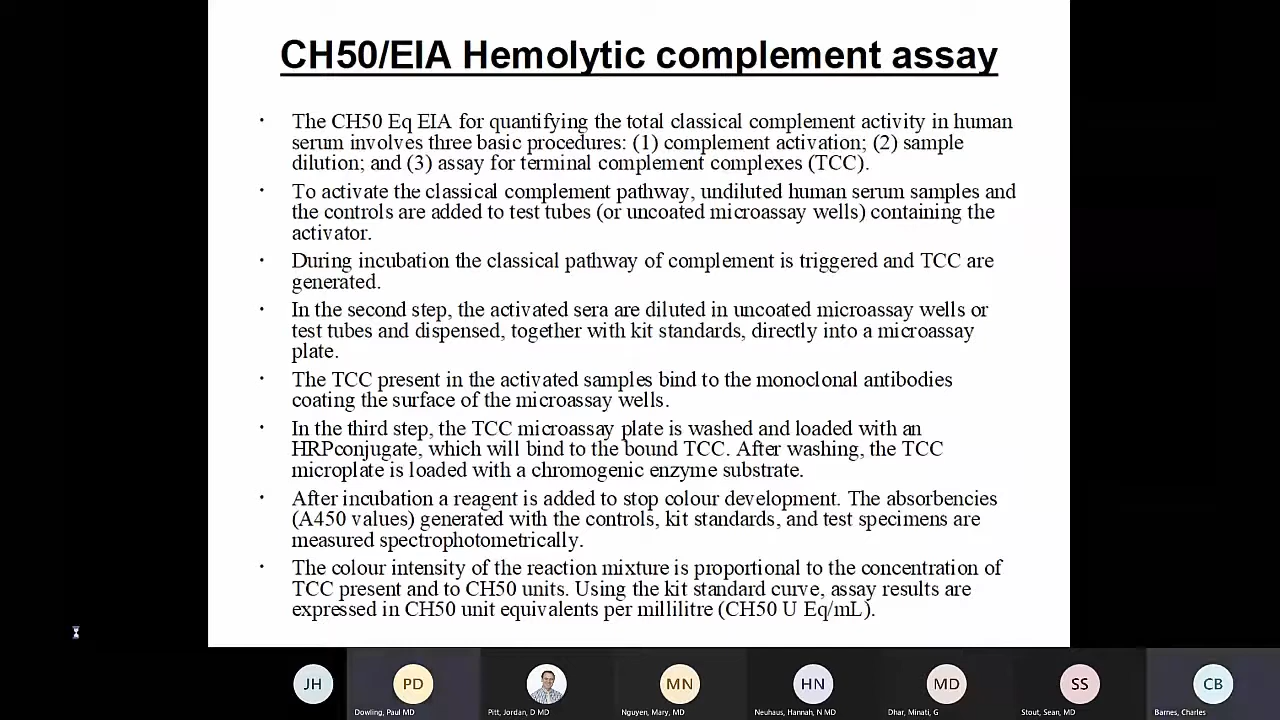 CH50/EIA Hemolytic complement assay
• The CH50 Eq EIA for quantifying the total classical complement activity in human
serum involves three basic procedures: (1) complement activation; (2) sample
dilution; and (3) assay for terminal complement complexes (TCC).
• To activate the classical complement pathway, undiluted human serum samples and
the controls are added to test tubes (or uncoated microassay wells) containing the
activator.
• During incubation the classical pathway of complement is triggered and TCC are
generated.
• In the second step, the activated sera are diluted in uncoated microassay wells or
test tubes and dispensed, together with kit standards, directly into a microassay
plate.
• The TCC present in the activated samples bind to the monoclonal antibodies
coating the surface of the microassay wells.
• In the third step, the TCC microassay plate is washed and loaded with an
HRPconjugate, which will bind to the bound TCC. After washing, the TCC
microplate is loaded with a chromogenic enzyme substrate.
• After incubation a reagent is added to stop colour development. The absorbencies
(A450 values) generated with the controls, kit standards, and test specimens are
measured spectrophotometrically.
• The colour intensity of the reaction mixture is proportional to the concentration of
TCC present and to CH50 units. Using the kit standard curve, assay results are
expressed in CH50 unit equivalents per millilitre (CH50 U Eq/mL).
JH PD MN HN MD SS CB
Dowling, Paul MD Pitt, Jordan, D MD Nguyen, Mary, MD Neuhaus, Hannah, N MD Dhar, Minati, G Stout, Sean, MD Barnes, Charles